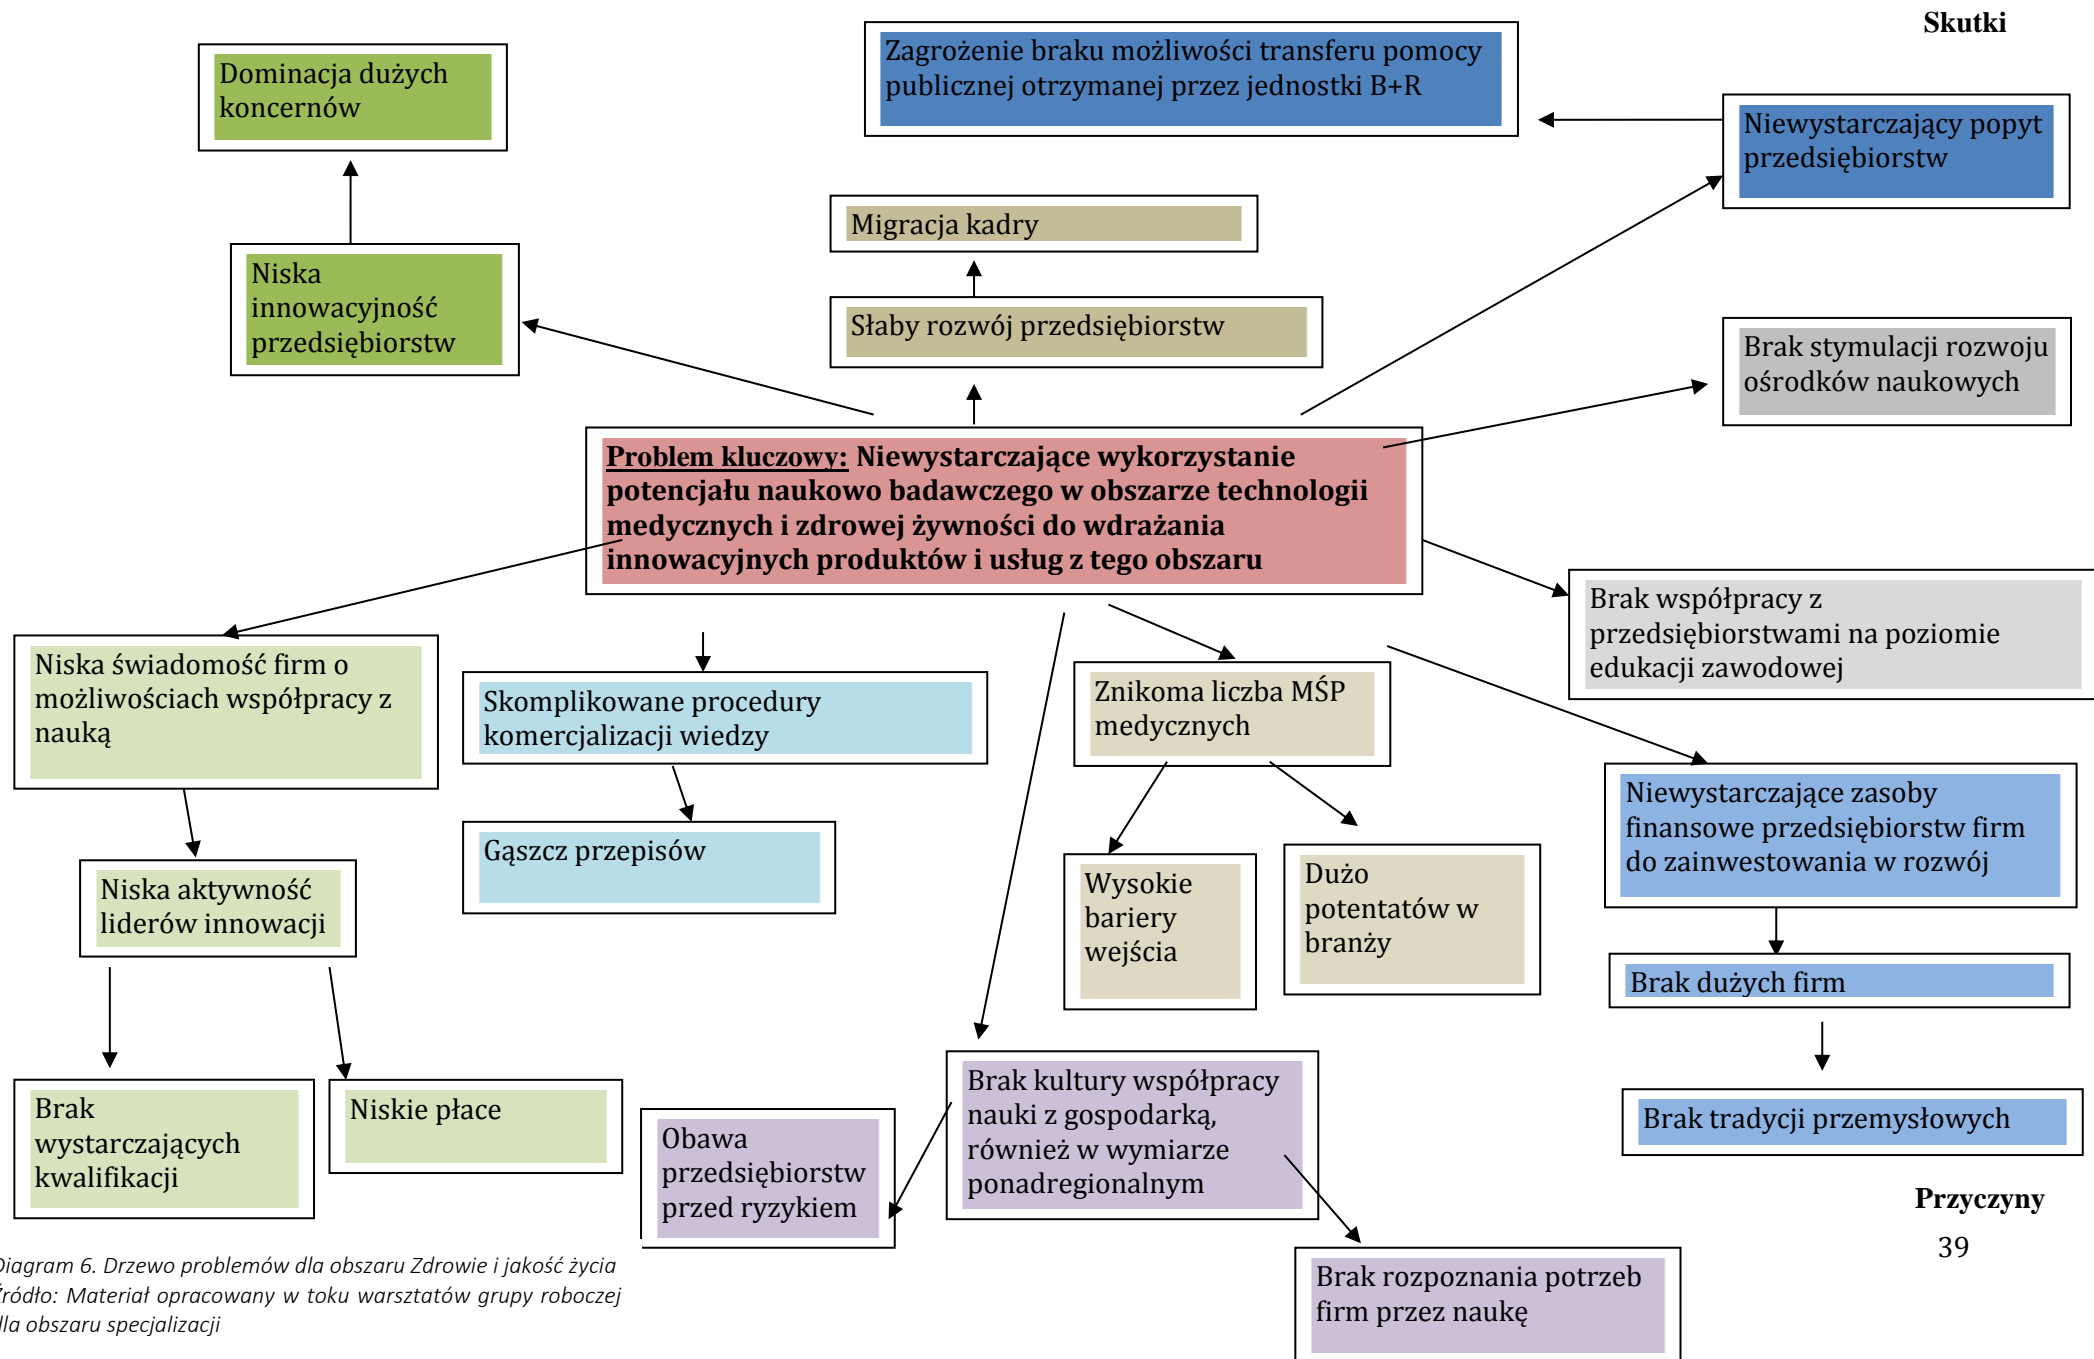 Skutki
Dominacja dużych
koncernów
Zagrożenie braku możliwości transferu pomocy
publicznej otrzymanej przez jednostki B+R
Niewystarczający popyt
przedsiębiorstw
Migracja kadry
Niska
innowacyjność
przedsiębiorstw
Słaby rozwój przedsiębiorstw
Brak stymulacji rozwoju
ośrodków naukowych
Problem kluczowy: Niewystarczające wykorzystanie
potencjału naukowo badawczego w obszarze technologii
medycznych i zdrowej żywności do wdrażania
innowacyjnych produktów i usług z tego obszaru
Brak współpracy z
przedsiębiorstwami na poziomie
edukacji zawodowej
Niska świadomość firm o
możliwościach współpracy z
nauką
Skomplikowane procedury
komercjalizacji wiedzy
Znikoma liczba MŚP
medycznych
Niewystarczające zasoby
finansowe przedsiębiorstw firm
do zainwestowania w rozwój
Gąszcz przepisów
Niska aktywność
liderów innowacji
Wysokie
bariery
wejścia
Dużo
potentatów w
branży
Brak dużych firm
Brak
wystarczających
kwalifikacji
Niskie płace
Obawa
przedsiębiorstw
przed ryzykiem
Brak kultury współpracy
nauki z gospodarką,
również w wymiarze
ponadregionalnym
Brak tradycji przemysłowych
Przyczyny
39
Brak rozpoznania potrzeb
firm przez naukę
Diagram 6. Drzewo problemów dla obszaru Zdrowie i jakość życia
Źródło: Materiał opracowany w toku warsztatów grupy roboczej
dla obszaru specjalizacji